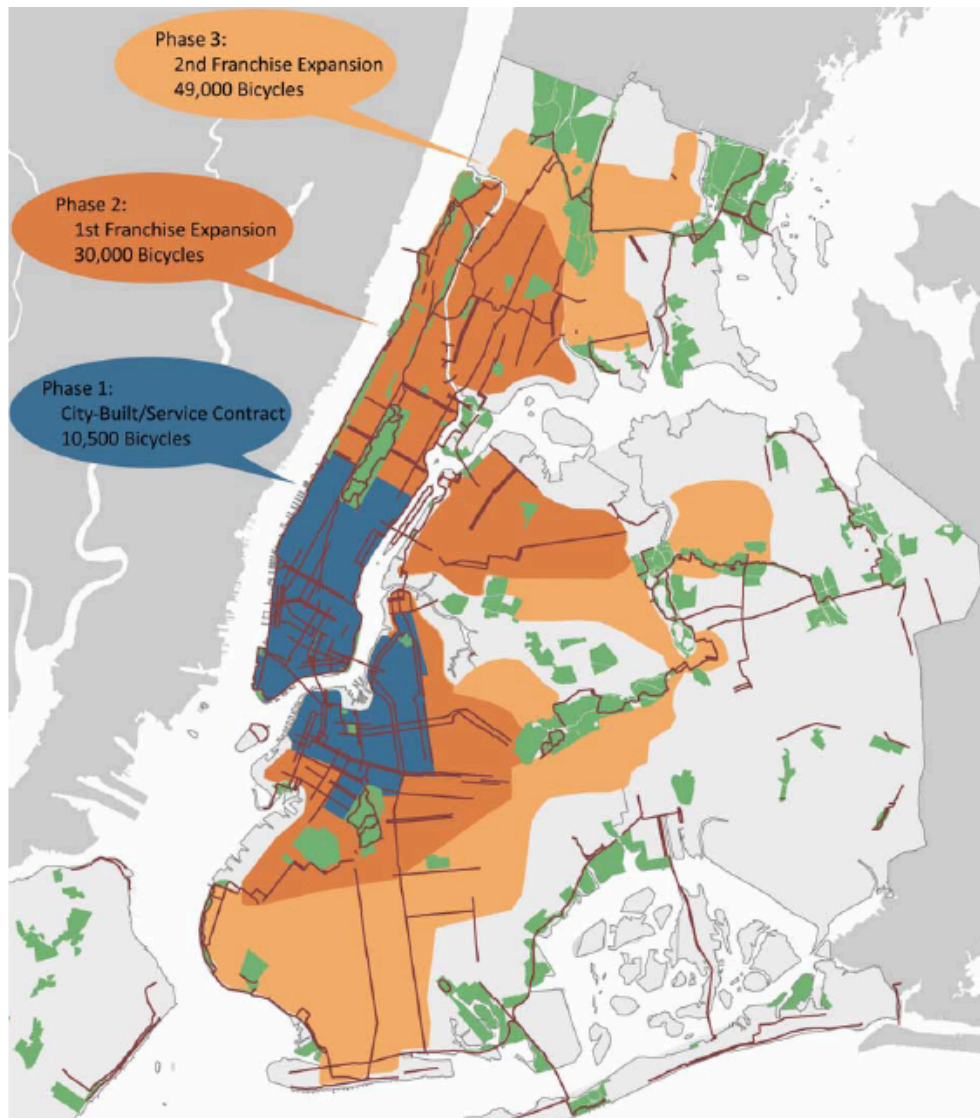 Phase 3:
2nd Franchise Expansion
49,000 Bicycles
Phase 2:
1st Franchise Expansion
30,000 Bicycles
Phase 1:
City-Built/Service Contract
10,500 Bicycles